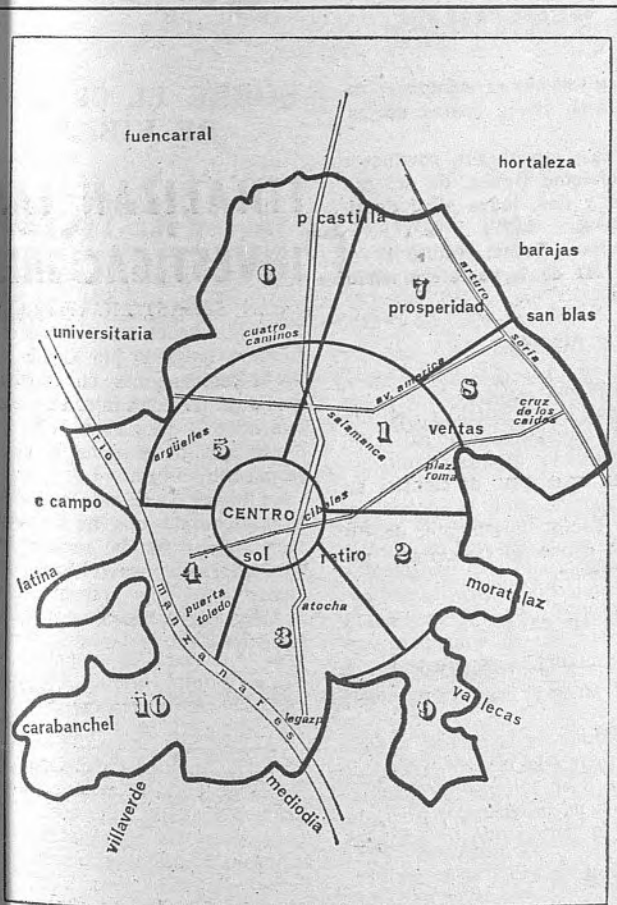 fuencarral
hortaleza
p castilla
barajas
6
7
arturo
prosperidad
san blas
universitaria
cuatro
caminos
soria
av. america
8
cruz
de los
caidos
salamanca
1
ventas
argüelles
5
plaza
roma
rio
c campo
CENTRO
cibeles
sol
retiro
2
latina
4
moratalaz
manzanares
puerta
toledo
atocha
3
10
vallecas
9
carabanchel
legazpi
mediodia
villaverde